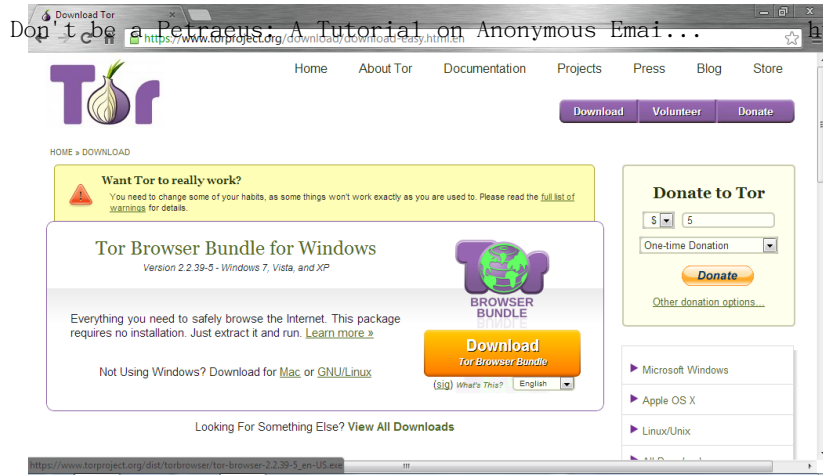 Download Tor
Don't be a Petraeus: A Tutorial on Anonymous Emai...
https://www.torproject.org/download/download-easy.html.en
Tor
Home About Tor Documentation Projects Press Blog Store
Download Volunteer Donate
HOME » DOWNLOAD
Want Tor to really work?
You need to change some of your habits, as some things won't work exactly as you are used to. Please read the full list of
warnings for details.
Tor Browser Bundle for Windows
Version 2.2.39-5 - Windows 7, Vista, and XP
Everything you need to safely browse the Internet. This package
requires no installation. Just extract it and run. Learn more »
Not Using Windows? Download for Mac or GNU/Linux
Tor
BROWSER
BUNDLE
Download
Tor Browser Bundle
(sig) What's This? English
Looking For Something Else? View All Downloads
Donate to Tor
$ 5
One-time Donation
Donate
Other donation options...
Microsoft Windows
Apple OS X
Linux/Unix
All Downloads
https://www.torproject.org/dist/torbrowser/tor-browser-2.2.39-5_en-US.exe